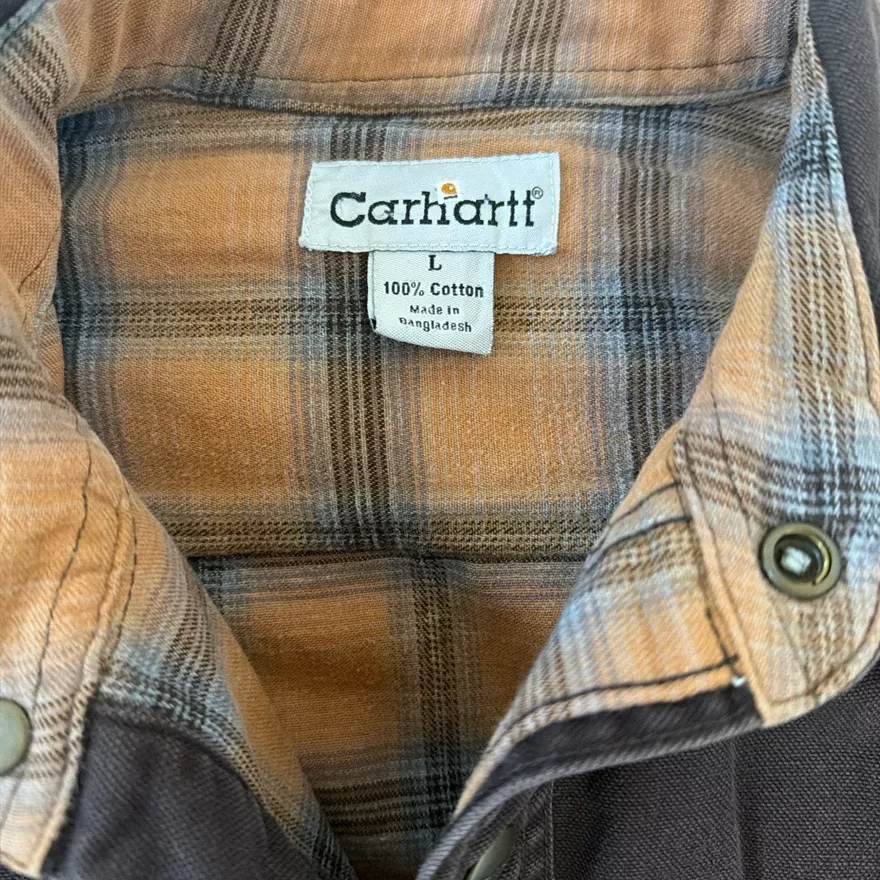 Carhartt®
L
100% Cotton
Made in
Bangladesh